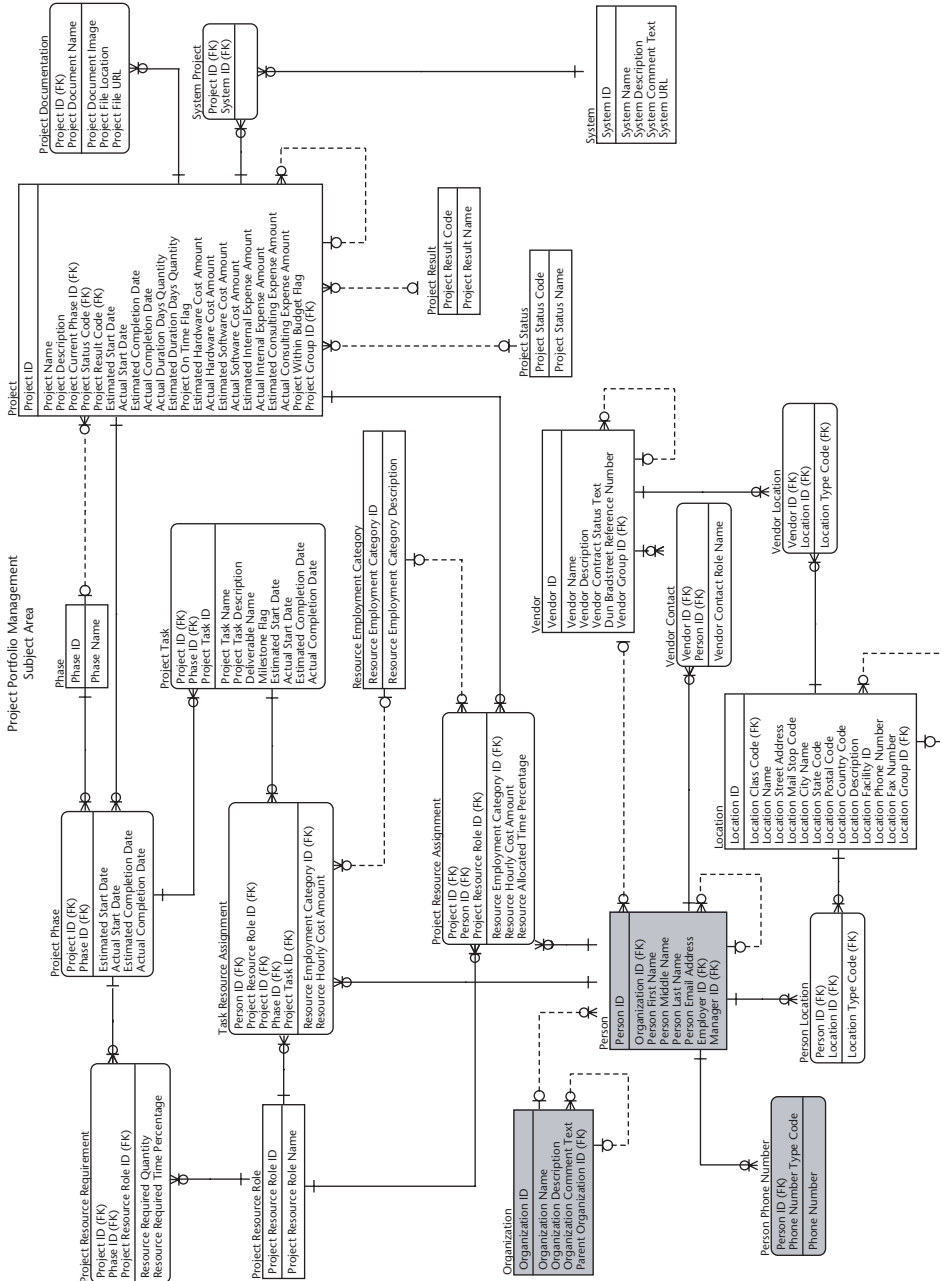 Project Portfolio Management
Subject Area
Project Resource Requirement
Project ID (FK)
Phase ID (FK)
Project Resource Role ID (FK)
Resource Required Quantity
Resource Required Time Percentage
Project Phase
Project ID (FK)
Phase ID (FK)
Estimated Start Date
Actual Start Date
Estimated Completion Date
Actual Completion Date
Phase
Phase ID
Phase Name
Project
Project ID
Project Name
Project Description
Project Current Phase ID (FK)
Project Status Code (FK)
Project Result Code (FK)
Estimated Start Date
Actual Start Date
Estimated Completion Date
Actual Completion Date
Actual Duration Days Quantity
Estimated Duration Days Quantity
Project On Time Flag
Estimated Hardware Cost Amount
Actual Hardware Cost Amount
Estimated Software Cost Amount
Actual Software Cost Amount
Estimated Internal Expense Amount
Actual Internal Expense Amount
Estimated Consulting Expense Amount
Actual Consulting Expense Amount
Project Within Budget Flag
Project Group ID (FK)
Project Documentation
Project ID (FK)
Project Document Name
Project Document Image
Project File Location
Project File URL
System Project
Project ID (FK)
System ID (FK)
System
System ID
System Name
System Description
System Comment Text
System URL
Project Task
Project ID (FK)
Phase ID (FK)
Project Task ID
Project Task Name
Project Task Description
Deliverable Name
Milestone Flag
Estimated Start Date
Actual Start Date
Estimated Completion Date
Actual Completion Date
Project Result
Project Result Code
Project Result Name
Project Status
Project Status Code
Project Status Name
Project Resource Role
Project Resource Role ID
Project Resource Role Name
Task Resource Assignment
Person ID (FK)
Project Resource Role ID (FK)
Project ID (FK)
Phase ID (FK)
Project Task ID (FK)
Resource Employment Category ID (FK)
Resource Hourly Cost Amount
Resource Employment Category
Resource Employment Category ID
Resource Employment Category Description
Project Resource Assignment
Project ID (FK)
Person ID (FK)
Project Resource Role ID (FK)
Resource Employment Category ID (FK)
Resource Hourly Cost Amount
Resource Allocated Time Percentage
Organization
Organization ID
Organization Name
Organization Description
Organization Comment Text
Parent Organization ID (FK)
Person
Person ID
Organization ID (FK)
Person First Name
Person Middle Name
Person Last Name
Person Email Address
Employer ID (FK)
Manager ID (FK)
Vendor
Vendor ID
Vendor Name
Vendor Description
Vendor Contract Status Text
Dun Bradstreet Reference Number
Vendor Group ID (FK)
Vendor Contact
Vendor ID (FK)
Person ID (FK)
Vendor Contact Role Name
Vendor Location
Vendor ID (FK)
Location ID (FK)
Location Type Code (FK)
Person Phone Number
Person ID (FK)
Phone Number Type Code
Phone Number
Person Location
Person ID (FK)
Location ID (FK)
Location Type Code (FK)
Location
Location ID
Location Class Code (FK)
Location Name
Location Street Address
Location Mail Stop Code
Location City Name
Location State Code
Location Postal Code
Location Country Code
Location Description
Location Facility ID
Location Phone Number
Location Fax Number
Location Group ID (FK)